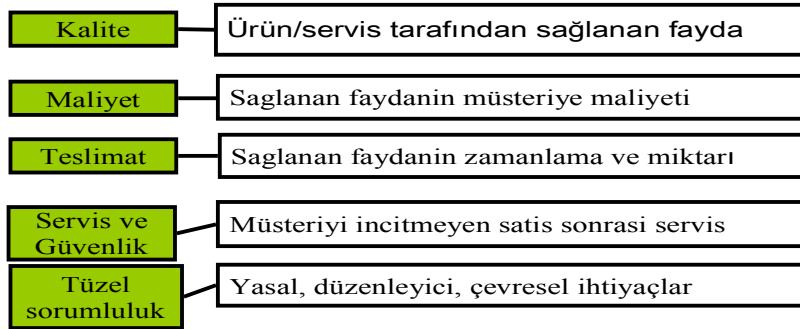 Kalite
Ürün/servis tarafından sağlanan fayda
Maliyet
Saglanan faydanin müsteriye maliyeti
Teslimat
Saglanan faydanin zamanlama ve miktarı
Servis ve
Güvenlik
Müsteriyi incitmeyen satis sonrasi servis
Tüzel
sorumluluk
Yasal, düzenleyici, çevresel ihtiyaçlar